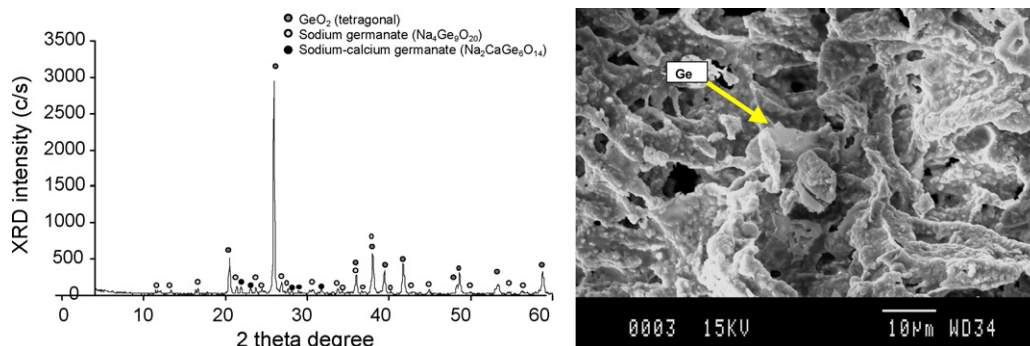 GeO₂ (tetragonal)
Sodium germanate (Na₄Ge₉O₂₀)
Sodium-calcium germanate (Na₂CaGe₆O₁₄)
3500
3000
2500
2000
1500
1000
500
0
XRD intensity (c/s)
0 10 20 30 40 50 60
2 theta degree
Ge
0003 15KV 10µm WD34